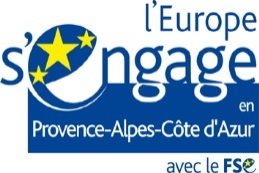 l'Europe
s'engage
en
Provence-Alpes-Côte d'Azur
avec le FSe